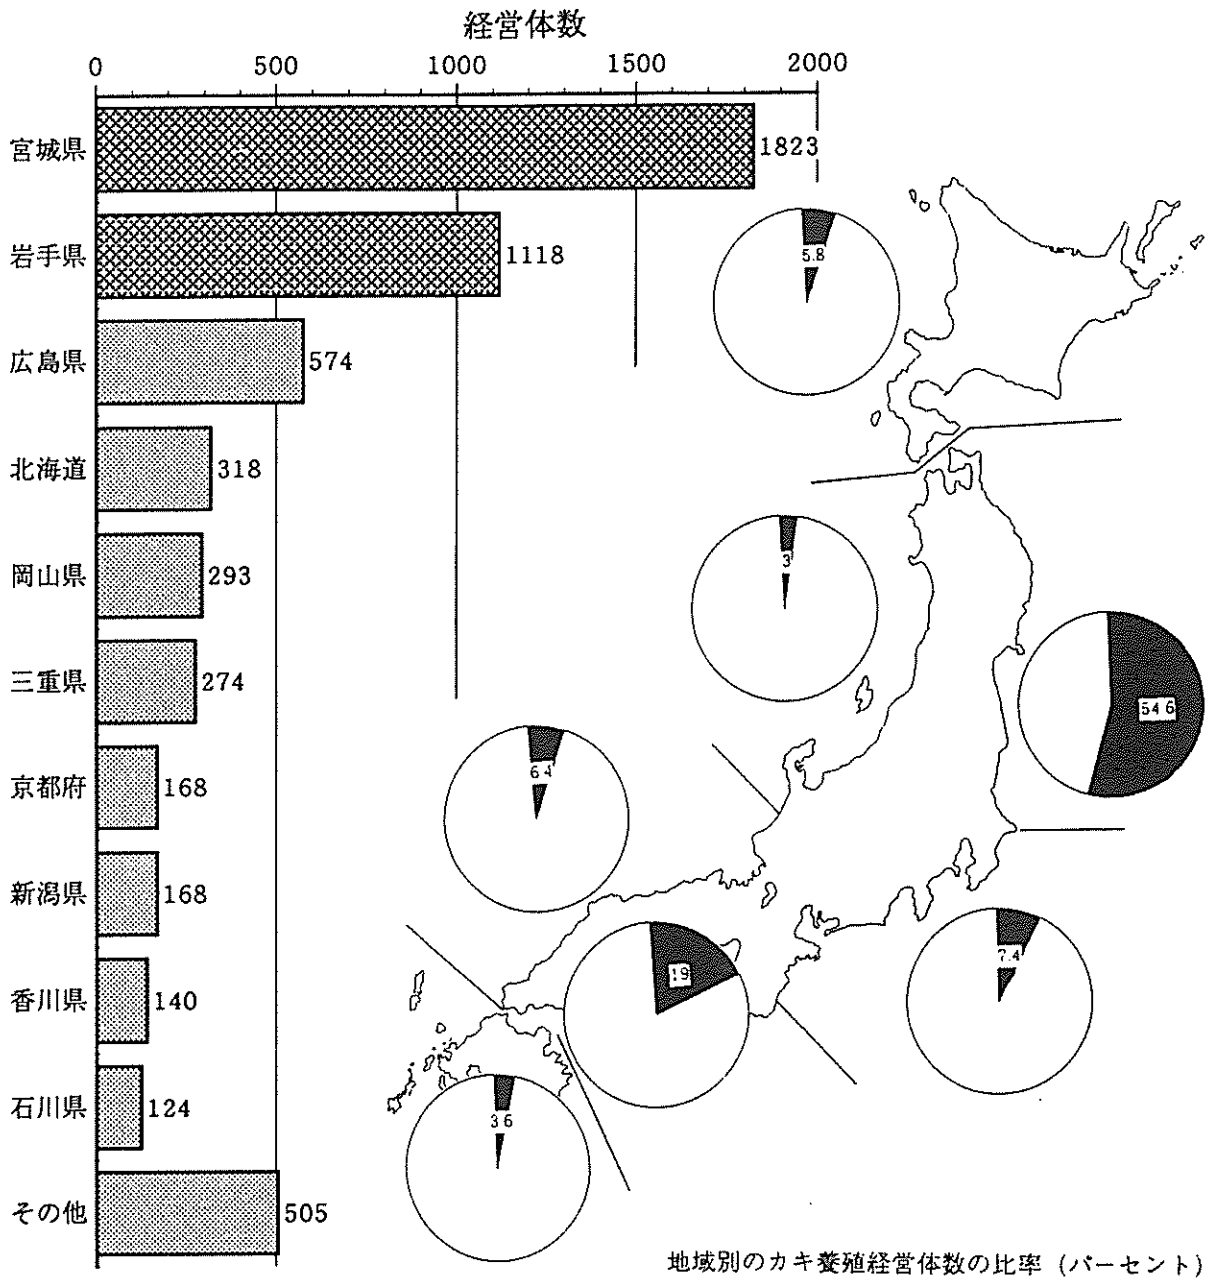 経営体数
0 500 1000 1500 2000
宮城県 1823
岩手県 1118
広島県 574
北海道 318
岡山県 293
三重県 274
京都府 168
新潟県 168
香川県 140
石川県 124
その他 505
5.8
3
54 6
6 4
19
7.4
3 6
地域別のカキ養殖経営体数の比率 (パーセント)